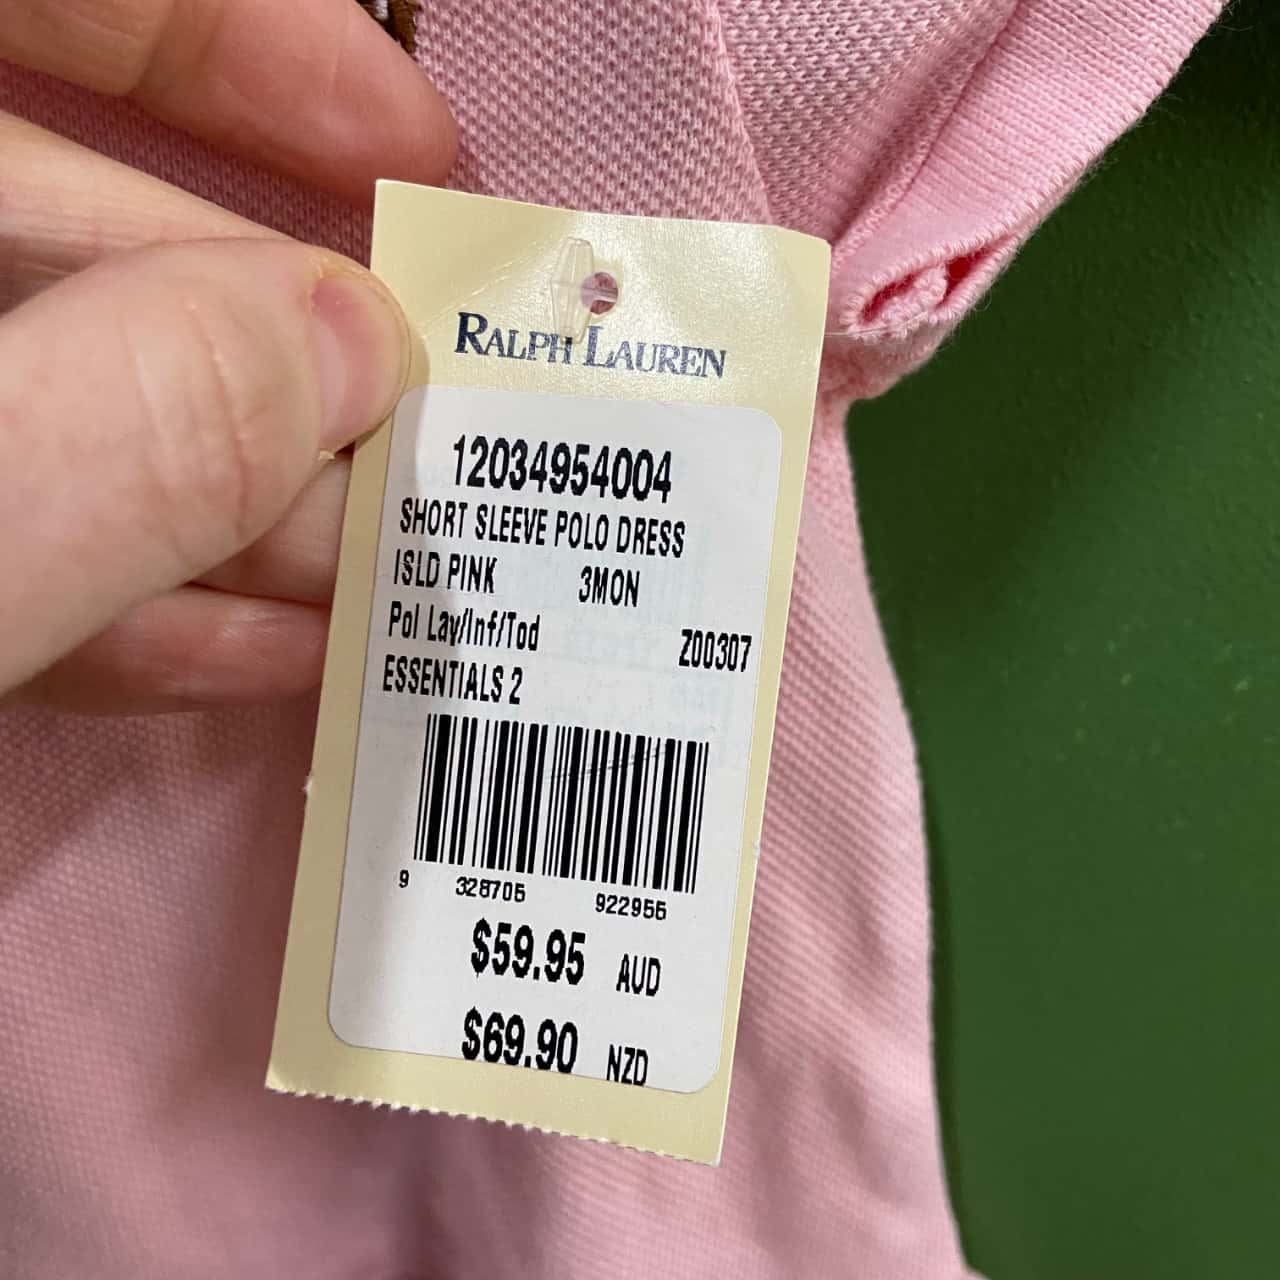 RALPH LAUREN
12034954004
SHORT SLEEVE POLO DRESS
ISLD PINK 3MON
Pol Lay/Inf/Tod Z00307
ESSENTIALS 2
9 328705 922955
$59.95 AUD
$69.90 NZD